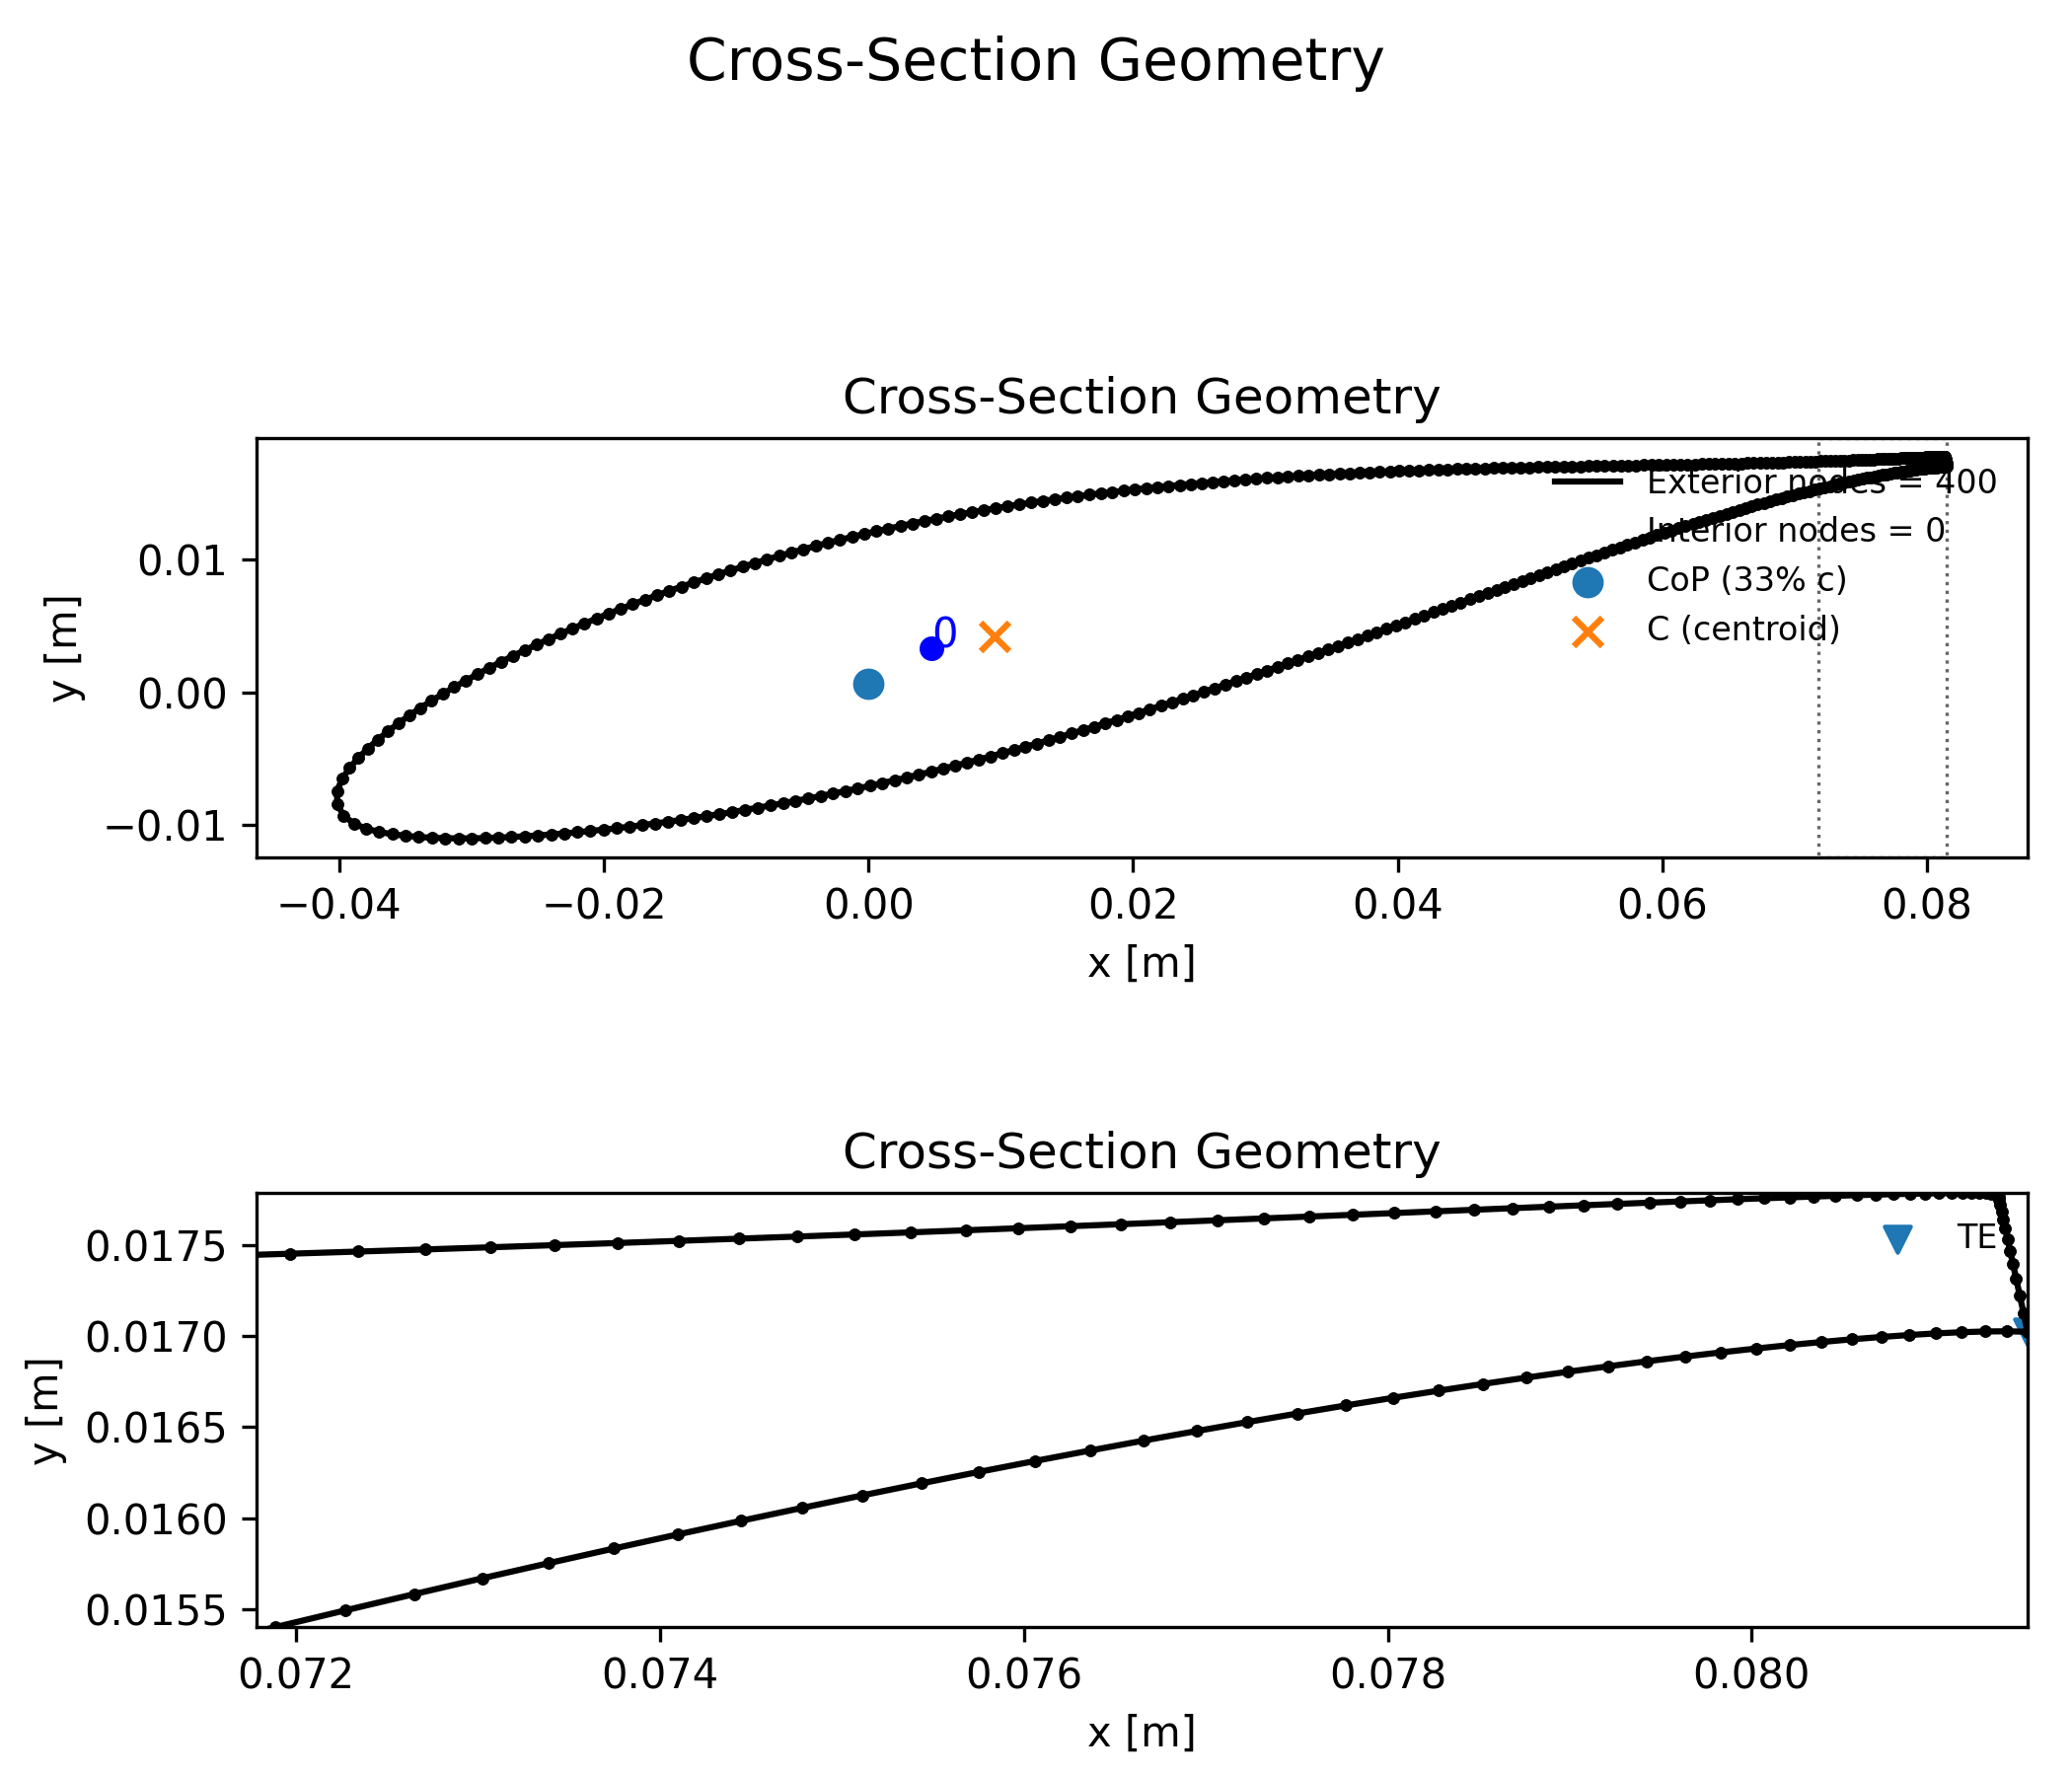 Cross-Section Geometry
Cross-Section Geometry
Exterior nodes = 400
Interior nodes = 0
CoP (33% c)
C (centroid)
0
y [m]
0.01
0.00
−0.01
−0.04 −0.02 0.00 0.02 0.04 0.06 0.08
x [m]
Cross-Section Geometry
TE
y [m]
0.0175
0.0170
0.0165
0.0160
0.0155
0.072 0.074 0.076 0.078 0.080
x [m]